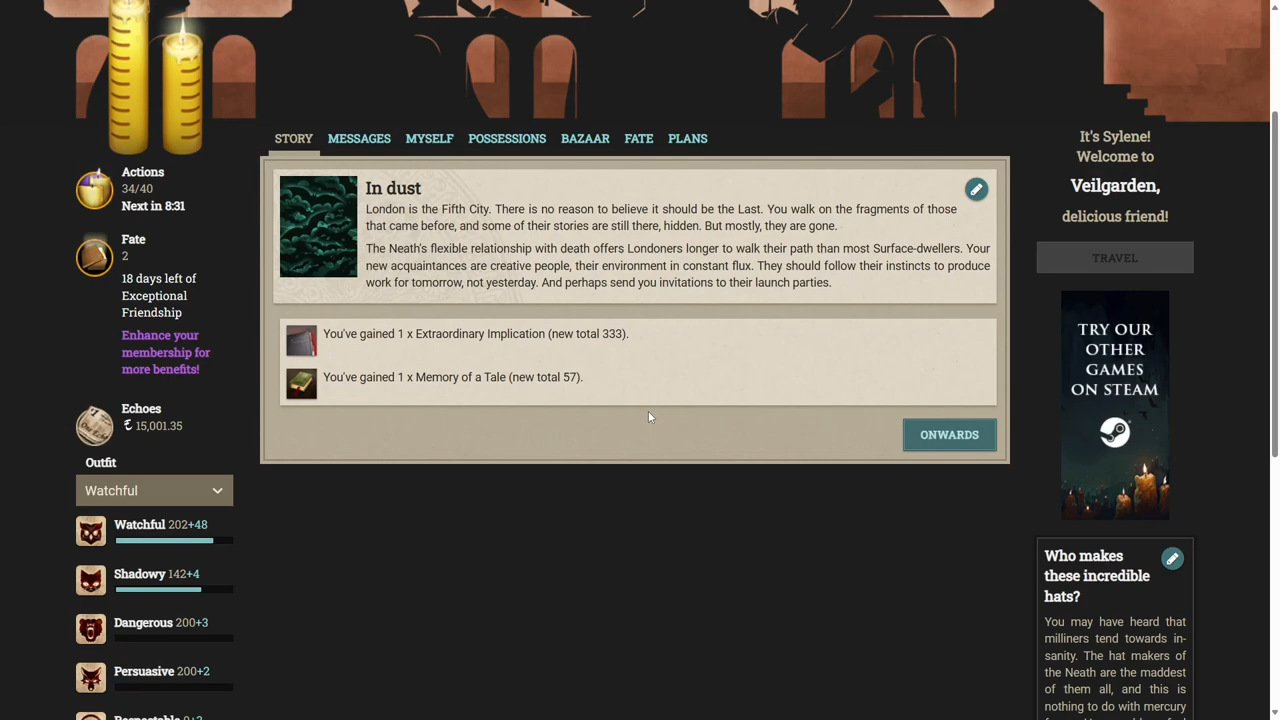 STORY MESSAGES MYSELF POSSESSIONS BAZAAR FATE PLANS
Actions
34/40
Next in 8:31
Fate
2
18 days left of
Exceptional
Friendship
Enhance your
membership for
more benefits!
Echoes
15,001.35
Outfit
Watchful
Watchful 202+48
Shadowy 142+4
Dangerous 200+3
Persuasive 200+2
In dust
London is the Fifth City. There is no reason to believe it should be the Last. You walk on the fragments of those
that came before, and some of their stories are still there, hidden. But mostly, they are gone.
The Neath's flexible relationship with death offers Londoners longer to walk their path than most Surface-dwellers. Your
new acquaintances are creative people, their environment in constant flux. They should follow their instincts to produce
work for tomorrow, not yesterday. And perhaps send you invitations to their launch parties.
You've gained 1 x Extraordinary Implication (new total 333).
You've gained 1 x Memory of a Tale (new total 57).
ONWARDS
It's Sylene!
Welcome to
Veilgarden,
delicious friend!
TRAVEL
TRY OUR
OTHER
GAMES
ON STEAM
Who makes
these incredible
hats?
You may have heard that
milliners tend towards in-
sanity. The hat makers of
the Neath are the maddest
of them all, and this is
nothing to do with mercury